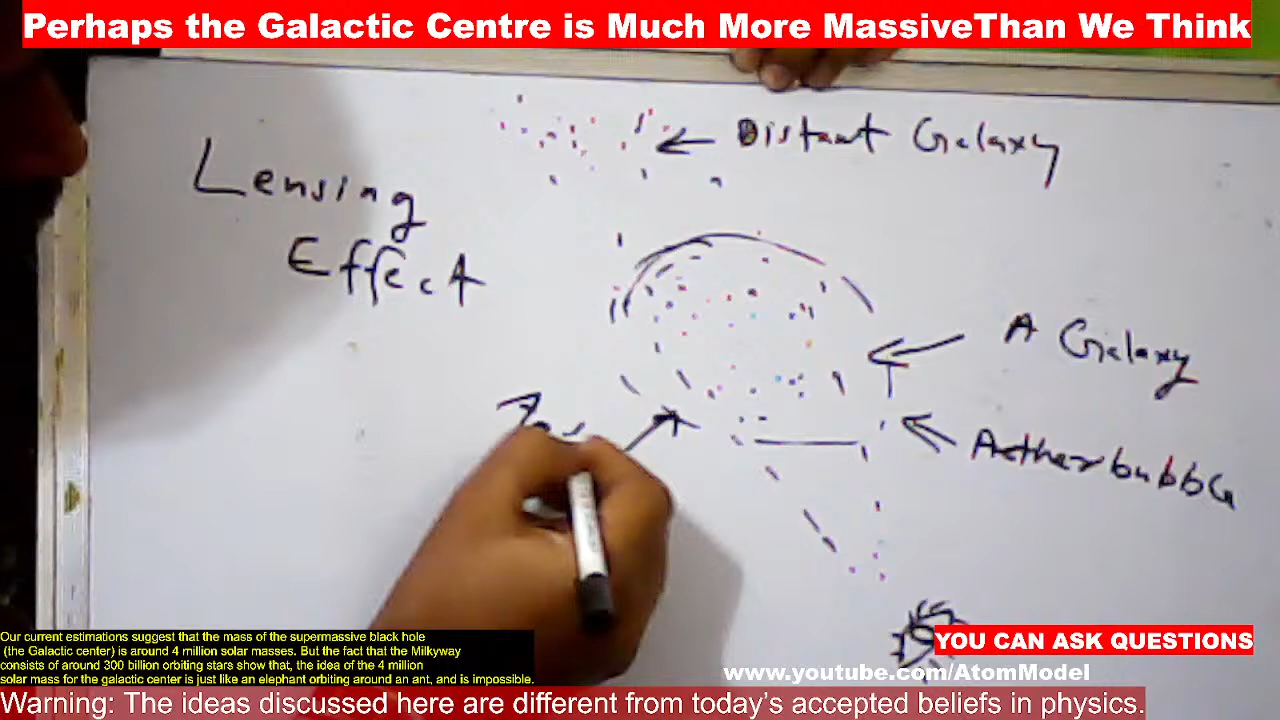 Perhaps the Galactic Centre is Much More MassiveThan We Think
Distant Galaxy
Lensing
Effect
A Galaxy
Aether bubble
Our current estimations suggest that the mass of the supermassive black hole
(the Galactic center) is around 4 million solar masses. But the fact that the Milkyway
consists of around 300 billion orbiting stars show that, the idea of the 4 million
solar mass for the galactic center is just like an elephant orbiting around an ant, and is impossible.
YOU CAN ASK QUESTIONS
www.youtube.com/AtomModel
Warning: The ideas discussed here are different from today's accepted beliefs in physics.